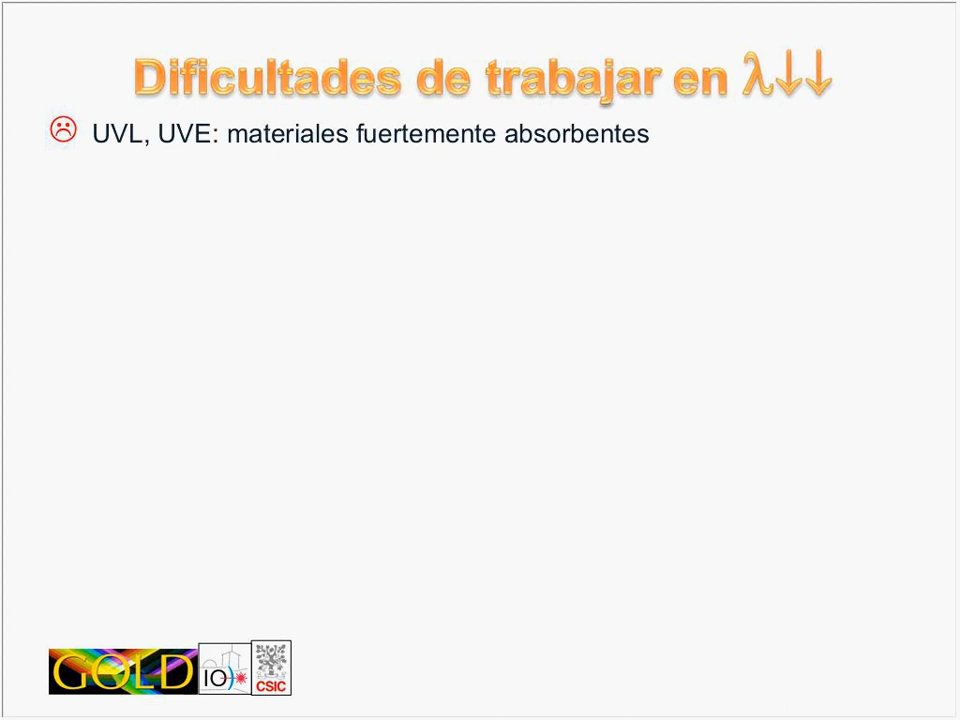 Dificultades de trabajar en λ↓↓
☹ UVL, UVE: materiales fuertemente absorbentes
GOLD IO CSIC